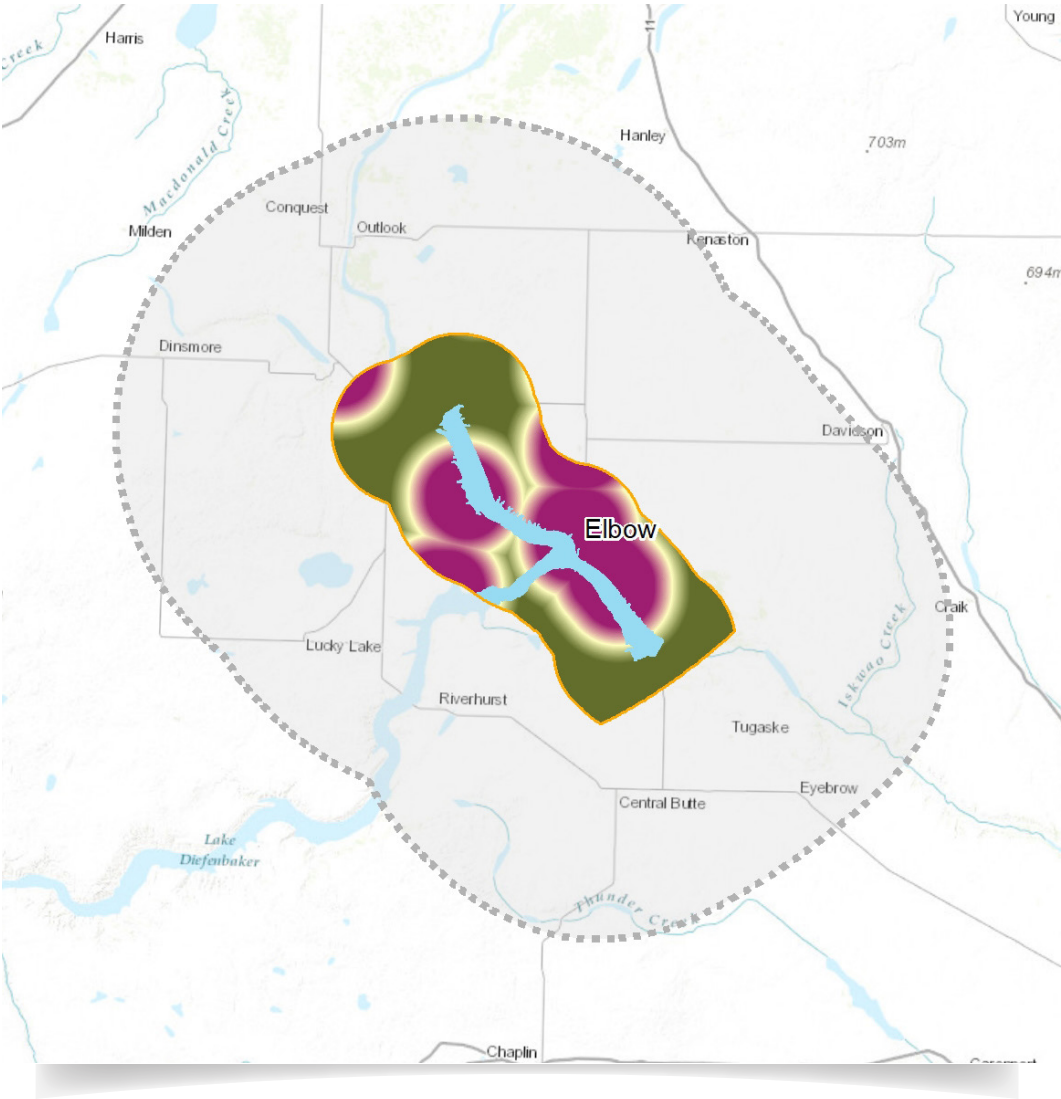 Young
Harris
Creek
11
Hanley
703m
Macdonald Creek
Conquest
Outlook
Milden
Kenaston
694m
Dinsmore
Davidson
Elbow
Craik
Iskwao Creek
Lucky Lake
Riverhurst
Tugaske
Eyebrow
Central Butte
Lake
Diefenbaker
Thunder Creek
Chaplin